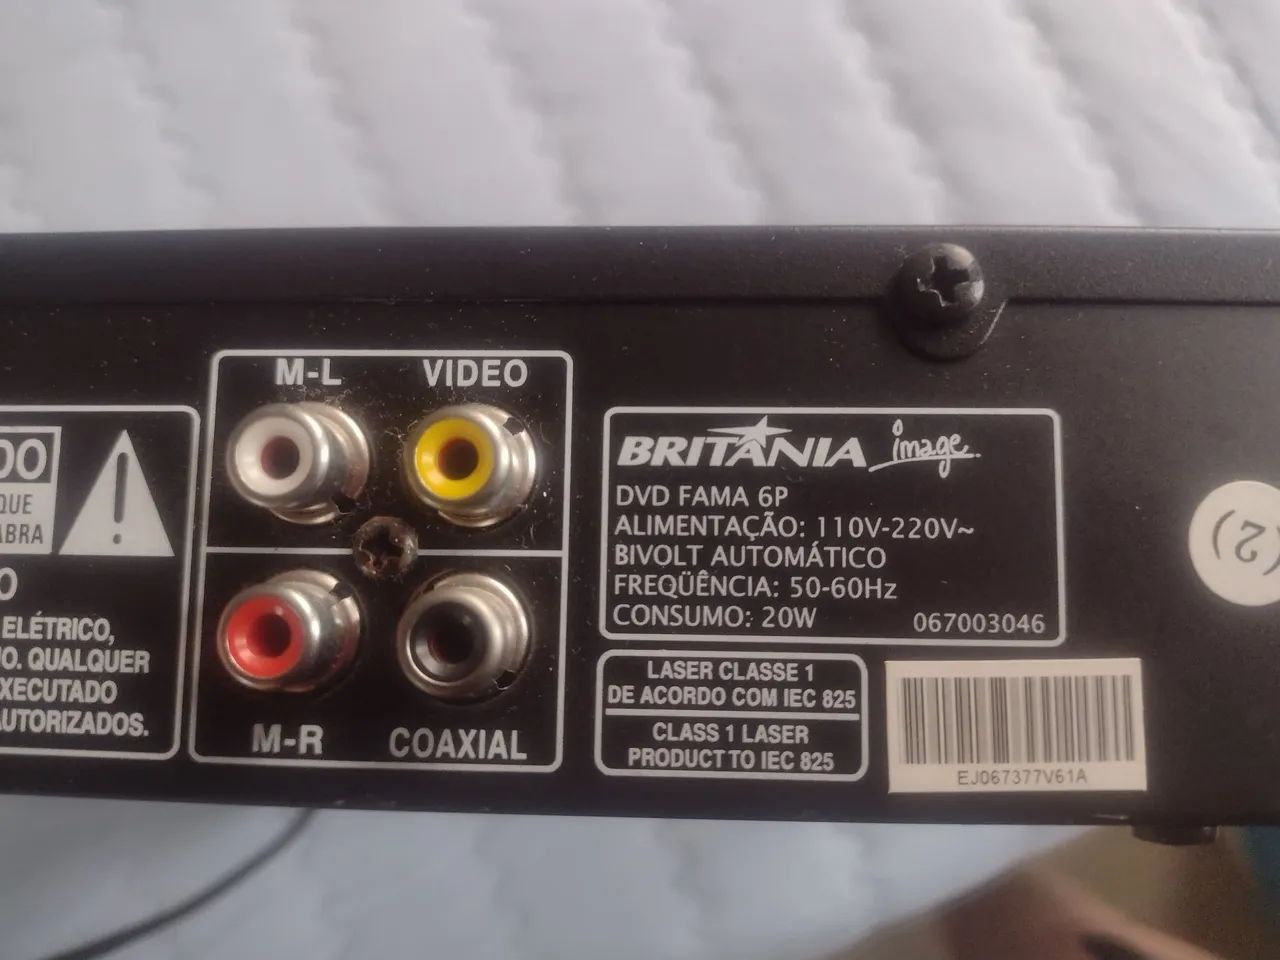 DO
QUE
ABRA
O
ELÉTRICO,
O. QUALQUER
EXECUTADO
AUTORIZADOS.
M-L VIDEO
M-R COAXIAL
BRITÂNIA image
DVD FAMA 6P
ALIMENTAÇÃO: 110V-220V~
BIVOLT AUTOMÁTICO
FREQÜÊNCIA: 50-60Hz
CONSUMO: 20W 067003046
LASER CLASSE 1
DE ACORDO COM IEC 825
CLASS 1 LASER
PRODUCT TO IEC 825
EJ067377V61A
(2)